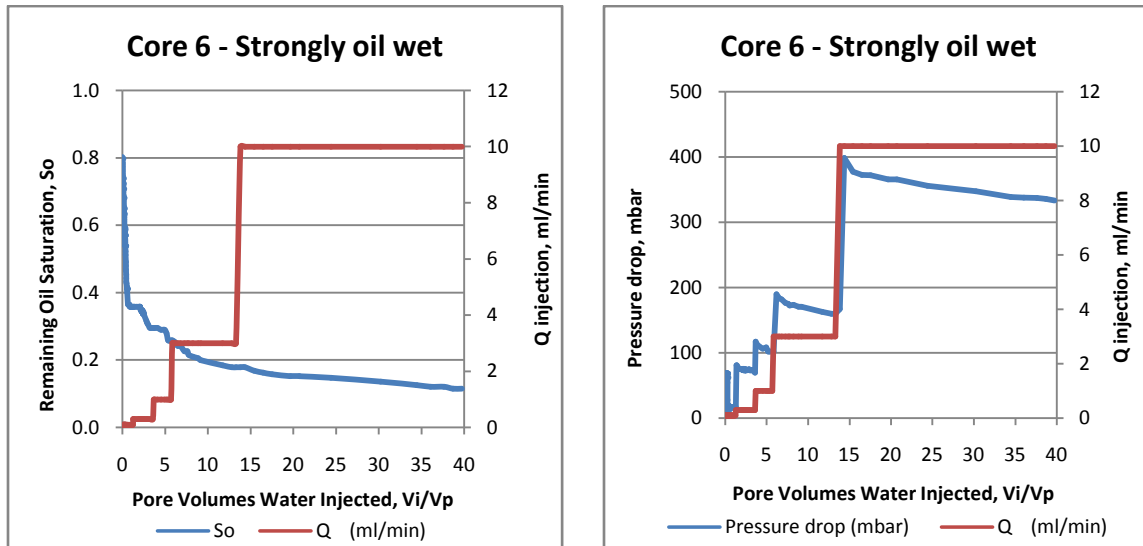 Core 6 - Strongly oil wet
Remaining Oil Saturation, So
1.0
0.8
0.6
0.4
0.2
0.0
12
10
8
6
4
2
0
Q injection, ml/min
0 5 10 15 20 25 30 35 40
Pore Volumes Water Injected, Vi/Vp
So Q (ml/min)
Core 6 - Strongly oil wet
Pressure drop, mbar
500
400
300
200
100
0
12
10
8
6
4
2
0
Q injection, ml/min
0 5 10 15 20 25 30 35 40
Pore Volumes Water Injected, Vi/Vp
Pressure drop (mbar) Q (ml/min)